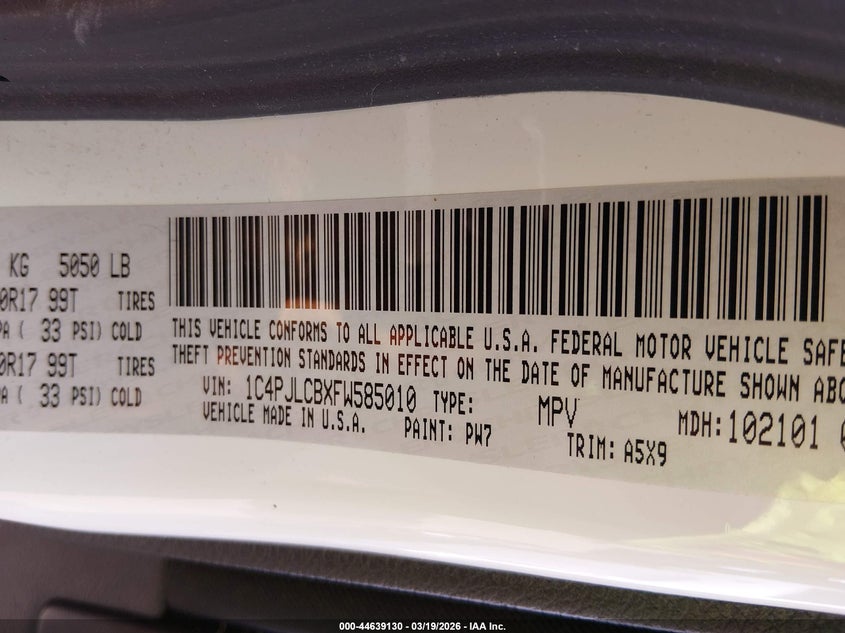 KG 5050 LB
0R17 99T TIRES
PA ( 33 PSI) COLD
0R17 99T TIRES
PA ( 33 PSI) COLD
THIS VEHICLE CONFORMS TO ALL APPLICABLE U.S.A. FEDERAL MOTOR VEHICLE SAFE
THEFT PREVENTION STANDARDS IN EFFECT ON THE DATE OF MANUFACTURE SHOWN ABO
VIN: 1C4PJLCBXFW585010 TYPE: MPV MDH: 102101
VEHICLE MADE IN U.S.A. PAINT: PW7 TRIM: A5X9
000-44639130 - 03/19/2026 - IAA Inc.